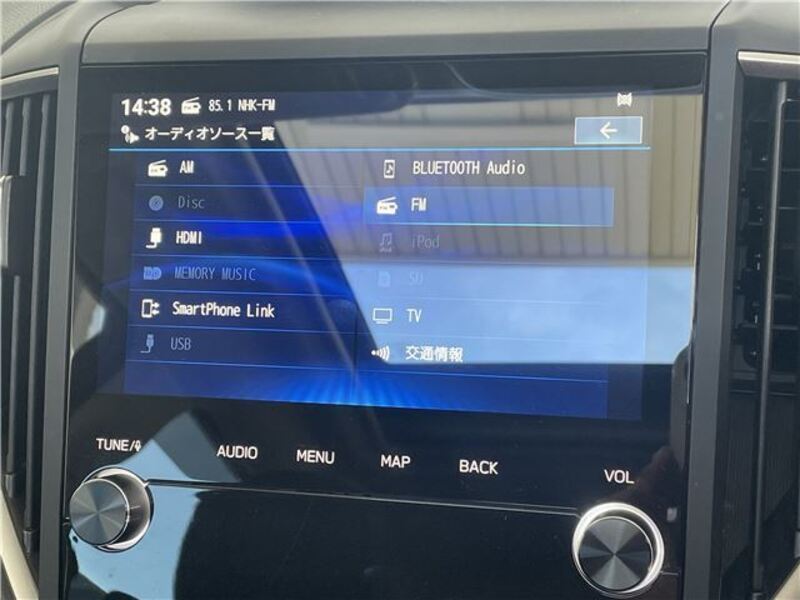 14:38 FM 85.1 NHK-FM
オーディオソース一覧
AM
BLUETOOTH Audio
Disc
FM
HDMI
iPod
MEMORY MUSIC
SD
SmartPhone Link
TV
USB
交通情報
TUNE/
AUDIO
MENU
MAP
BACK
VOL